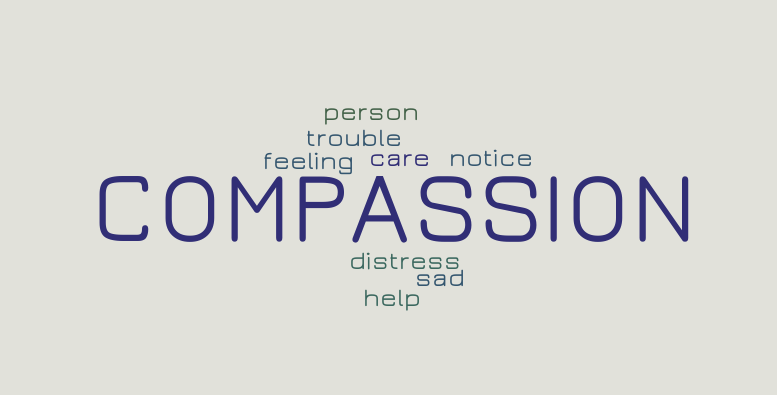 person
trouble
feeling care notice
COMPASSION
distress
sad
help